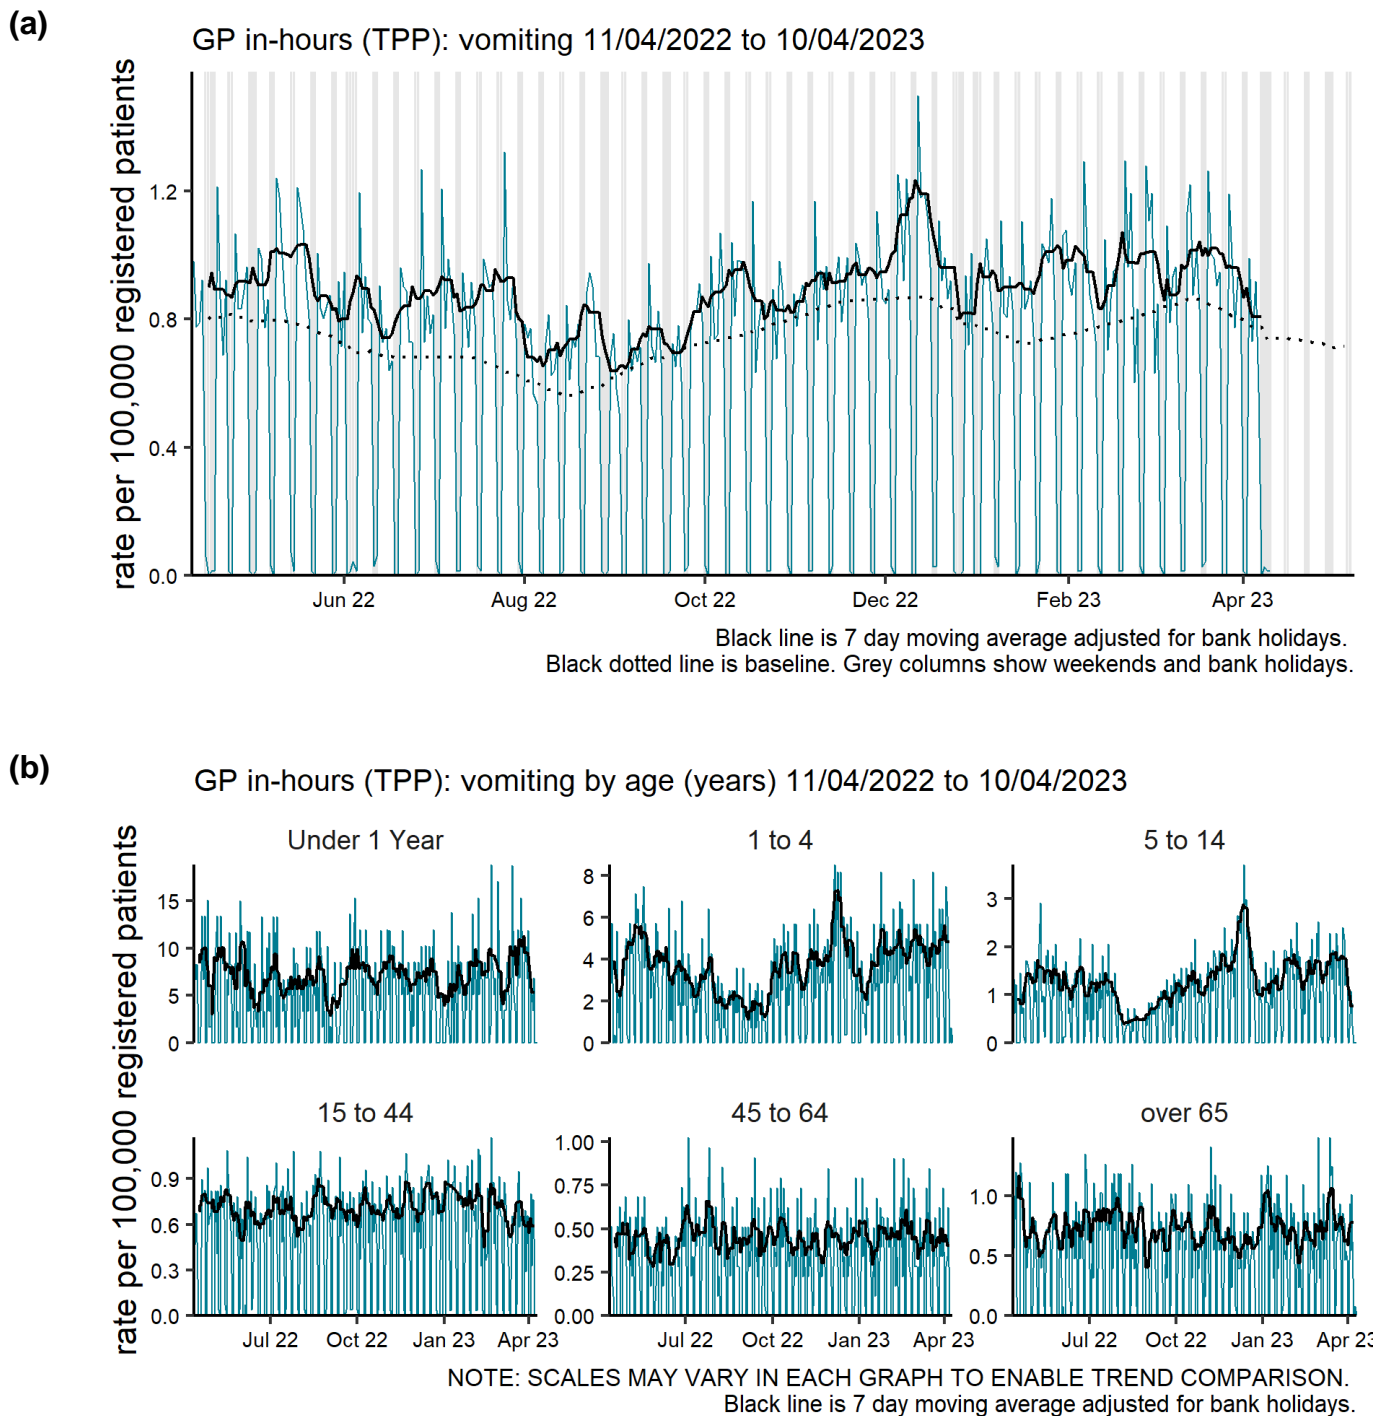 (a)
GP in-hours (TPP): vomiting 11/04/2022 to 10/04/2023
rate per 100,000 registered patients
1.2
0.8
0.4
0.0
Jun 22 Aug 22 Oct 22 Dec 22 Feb 23 Apr 23
Black line is 7 day moving average adjusted for bank holidays.
Black dotted line is baseline. Grey columns show weekends and bank holidays.
(b)
GP in-hours (TPP): vomiting by age (years) 11/04/2022 to 10/04/2023
rate per 100,000 registered patients
Under 1 Year
15
10
5
0
1 to 4
8
6
4
2
0
5 to 14
3
2
1
0
15 to 44
0.9
0.6
0.3
0.0
Jul 22 Oct 22 Jan 23 Apr 23
45 to 64
1.00
0.75
0.50
0.25
0.00
Jul 22 Oct 22 Jan 23 Apr 23
over 65
1.0
0.5
0.0
Jul 22 Oct 22 Jan 23 Apr 23
NOTE: SCALES MAY VARY IN EACH GRAPH TO ENABLE TREND COMPARISON.
Black line is 7 day moving average adjusted for bank holidays.